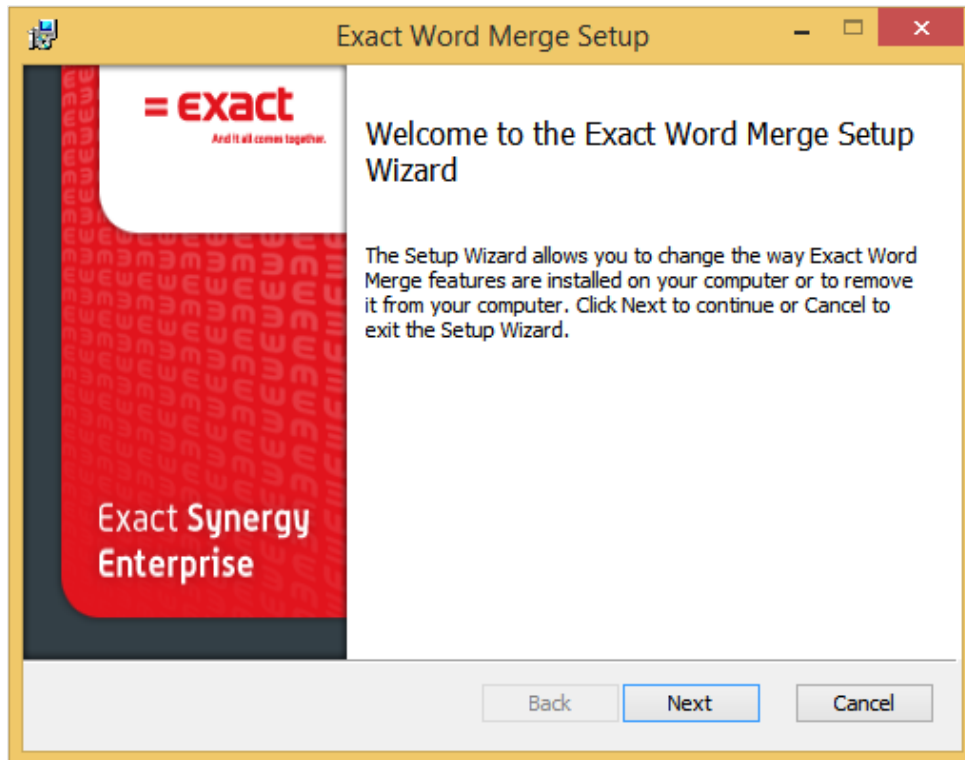 Exact Word Merge Setup
= exact
And it all comes together.
Welcome to the Exact Word Merge Setup
Wizard
The Setup Wizard allows you to change the way Exact Word
Merge features are installed on your computer or to remove
it from your computer. Click Next to continue or Cancel to
exit the Setup Wizard.
Exact Synergy
Enterprise
Back
Next
Cancel